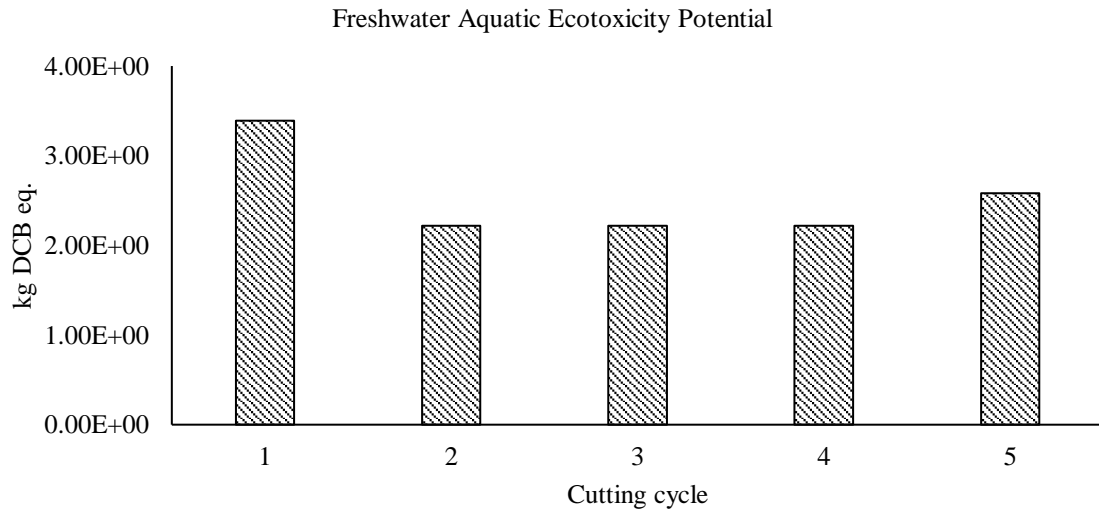 Freshwater Aquatic Ecotoxicity Potential
4.00E+00
3.00E+00
2.00E+00
1.00E+00
0.00E+00
kg DCB eq.
1 2 3 4 5
Cutting cycle